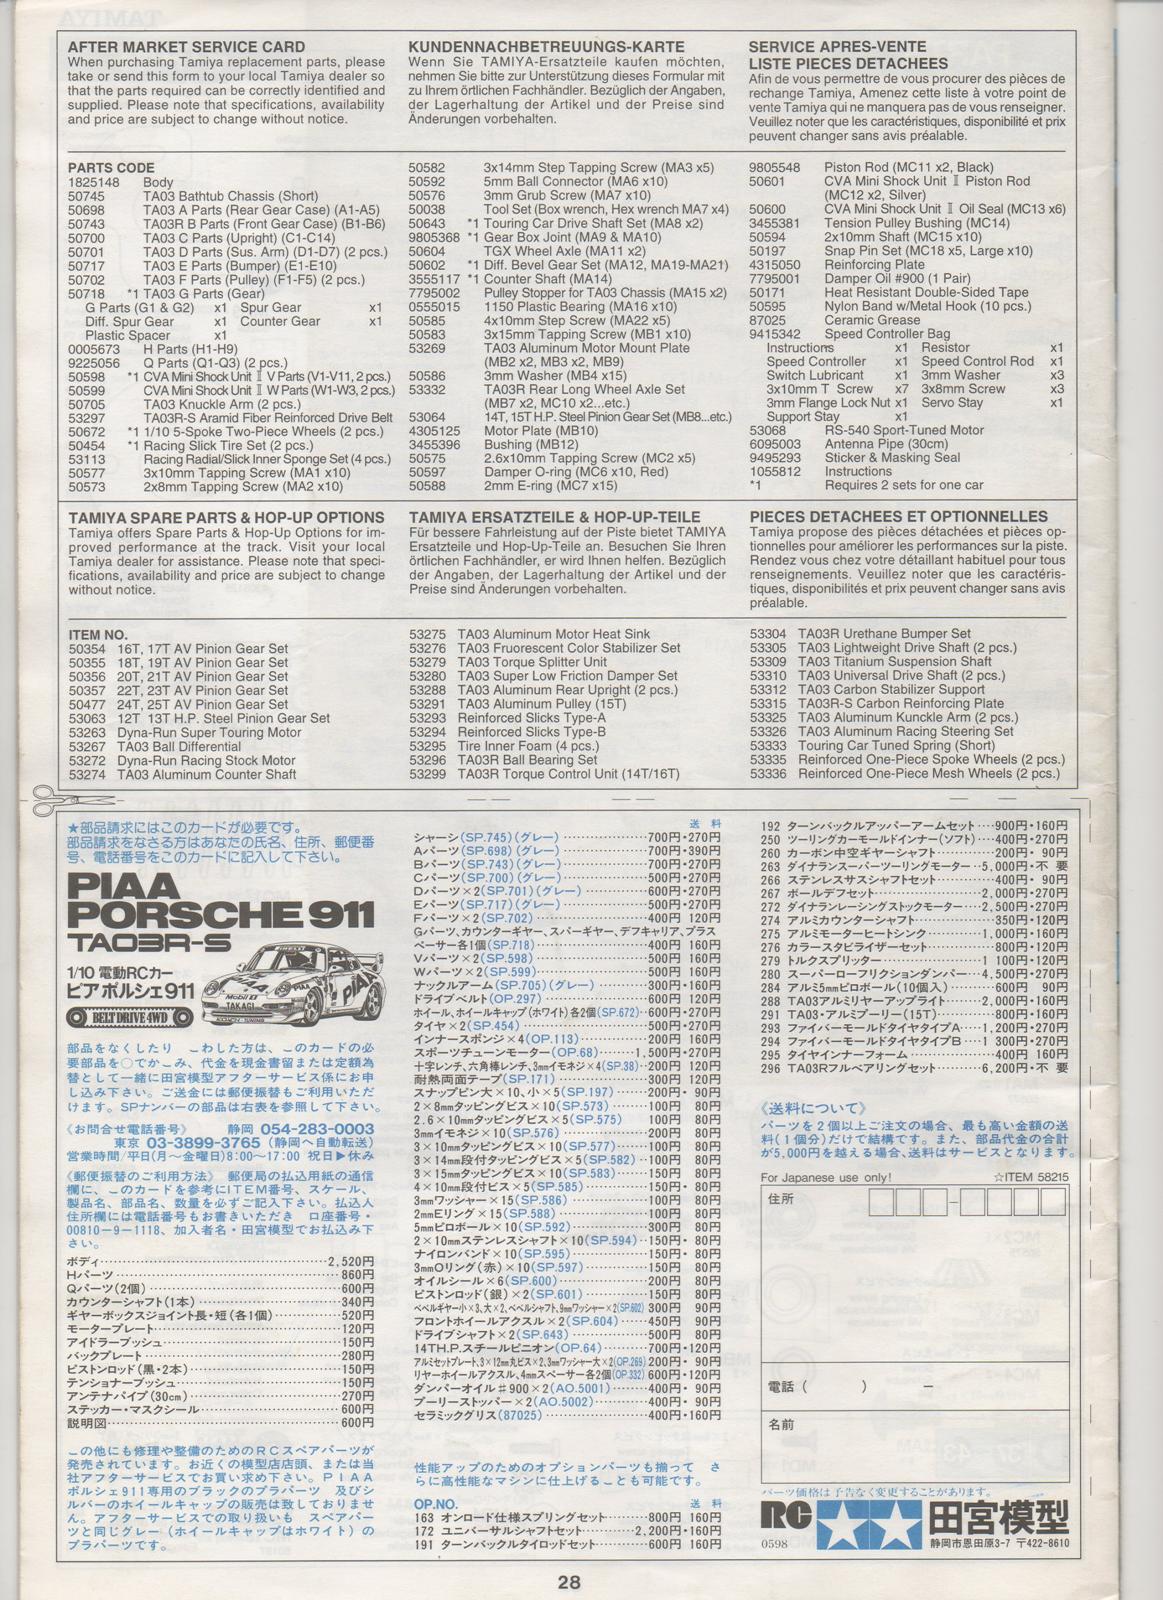 AFTER MARKET SERVICE CARD
When purchasing Tamiya replacement parts, please
take or send this form to your local Tamiya dealer so
that the parts required can be correctly identified and
supplied. Please note that specifications, availability
and price are subject to change without notice.
KUNDENNACHBETREUUNGS-KARTE
Wenn Sie TAMIYA-Ersatzteile kaufen möchten,
nehmen Sie bitte zur Unterstützung dieses Formular mit
zu Ihrem örtlichen Fachhändler. Bezüglich der Angaben,
der Lagerhaltung der Artikel und der Preise sind
Änderungen vorbehalten.
SERVICE APRES-VENTE
LISTE PIECES DETACHEES
Afin de vous permettre de vous procurer des pièces de
rechange Tamiya, Amenez cette liste à votre point de
vente Tamiya qui ne manquera pas de vous renseigner.
Veuillez noter que les caractéristiques, disponibilité et prix
peuvent changer sans avis préalable.
PARTS CODE
1825148 Body
50745 TA03 Bathtub Chassis (Short)
50698 TA03 A Parts (Rear Gear Case) (A1-A5)
50743 TA03R B Parts (Front Gear Case) (B1-B6)
50700 TA03 C Parts (Upright) (C1-C14)
50701 TA03 D Parts (Sus. Arm) (D1-D7) (2 pcs.)
50717 TA03 E Parts (Bumper) (E1-E10)
50702 TA03 F Parts (Pulley) (F1-F5) (2 pcs.)
50718 *1 TA03 G Parts (Gear)
G Parts (G1 & G2) x1 Spur Gear x1
Diff. Spur Gear x1 Counter Gear x1
Plastic Spacer x1
0005673 H Parts (H1-H9)
9225056 Q Parts (Q1-Q3) (2 pcs.)
50598 *1 CVA Mini Shock Unit Ⅱ V Parts (V1-V11, 2 pcs.)
50599 CVA Mini Shock Unit Ⅱ W Parts (W1-W3, 2 pcs.)
50705 TA03 Knuckle Arm (2 pcs.)
53297 TA03R-S Aramid Fiber Reinforced Drive Belt
50672 *1 1/10 5-Spoke Two-Piece Wheels (2 pcs.)
50454 *1 Racing Slick Tire Set (2 pcs.)
53113 Racing Radial/Slick Inner Sponge Set (4 pcs.)
50577 3x10mm Tapping Screw (MA1 x10)
50573 2x8mm Tapping Screw (MA2 x10)
50582 3x14mm Step Tapping Screw (MA3 x5)
50592 5mm Ball Connector (MA6 x10)
50576 3mm Grub Screw (MA7 x10)
50038 Tool Set (Box wrench, Hex wrench MA7 x4)
50643 *1 Touring Car Drive Shaft Set (MA8 x2)
9805368 *1 Gear Box Joint (MA9 & MA10)
50604 TGX Wheel Axle (MA11 x2)
50602 *1 Diff. Bevel Gear Set (MA12, MA19-MA21)
3555117 *1 Counter Shaft (MA14)
7795002 Pulley Stopper for TA03 Chassis (MA15 x2)
0555015 1150 Plastic Bearing (MA16 x10)
50585 4x10mm Step Screw (MA22 x5)
50583 3x15mm Tapping Screw (MB1 x10)
53269 TA03 Aluminum Motor Mount Plate
(MB2 x2, MB3 x2, MB9)
50586 3mm Washer (MB4 x15)
53332 TA03R Rear Long Wheel Axle Set
(MB7 x2, MC10 x2...etc.)
53064 14T, 15T H.P. Steel Pinion Gear Set (MB8...etc.)
4305125 Motor Plate (MB10)
3455396 Bushing (MB12)
50575 2.6x10mm Tapping Screw (MC2 x5)
50597 Damper O-ring (MC6 x10, Red)
50588 2mm E-ring (MC7 x15)
9805548 Piston Rod (MC11 x2, Black)
50601 CVA Mini Shock Unit Ⅱ Piston Rod
(MC12 x2, Silver)
50600 CVA Mini Shock Unit Ⅱ Oil Seal (MC13 x6)
3455381 Tension Pulley Bushing (MC14)
50594 2x10mm Shaft (MC15 x10)
50197 Snap Pin Set (MC18 x5, Large x10)
4315050 Reinforcing Plate
7795001 Damper Oil #900 (1 Pair)
50171 Heat Resistant Double-Sided Tape
50595 Nylon Band w/Metal Hook (10 pcs.)
87025 Ceramic Grease
9415342 Speed Controller Bag
Instructions x1 Resistor x1
Speed Controller x1 Speed Control Rod x1
Switch Lubricant x1 3mm Washer x3
3x10mm T Screw x7 3x8mm Screw x3
3mm Flange Lock Nut x1 Servo Stay x1
Support Stay x1
53068 RS-540 Sport-Tuned Motor
6095003 Antenna Pipe (30cm)
9495293 Sticker & Masking Seal
1055812 Instructions
*1 Requires 2 sets for one car
TAMIYA SPARE PARTS & HOP-UP OPTIONS
Tamiya offers Spare Parts & Hop-Up Options for im-
proved performance at the track. Visit your local
Tamiya dealer for assistance. Please note that speci-
fications, availability and price are subject to change
without notice.
TAMIYA ERSATZTEILE & HOP-UP-TEILE
Für bessere Fahrleistung auf der Piste bietet TAMIYA
Ersatzteile und Hop-Up-Teile an. Besuchen Sie Ihren
örtlichen Fachhändler, er wird Ihnen helfen. Bezüglich
der Angaben, der Lagerhaltung der Artikel und der
Preise sind Änderungen vorbehalten.
PIECES DETACHEES ET OPTIONNELLES
Tamiya propose des pièces détachées et pièces op-
tionnelles pour améliorer les performances sur la piste.
Rendez vous chez votre détaillant habituel pour tous
renseignements. Veuillez noter que les caractéris-
tiques, disponibilités et prix peuvent changer sans avis
préalable.
ITEM NO.
50354 16T, 17T AV Pinion Gear Set
50355 18T, 19T AV Pinion Gear Set
50356 20T, 21T AV Pinion Gear Set
50357 22T, 23T AV Pinion Gear Set
50477 24T, 25T AV Pinion Gear Set
53063 12T 13T H.P. Steel Pinion Gear Set
53263 Dyna-Run Super Touring Motor
53267 TA03 Ball Differential
53272 Dyna-Run Racing Stock Motor
53274 TA03 Aluminum Counter Shaft
53275 TA03 Aluminum Motor Heat Sink
53276 TA03 Fruorescent Color Stabilizer Set
53279 TA03 Torque Splitter Unit
53280 TA03 Super Low Friction Damper Set
53288 TA03 Aluminum Rear Upright (2 pcs.)
53291 TA03 Aluminum Pulley (15T)
53293 Reinforced Slicks Type-A
53294 Reinforced Slicks Type-B
53295 Tire Inner Foam (4 pcs.)
53296 TA03R Ball Bearing Set
53299 TA03R Torque Control Unit (14T/16T)
53304 TA03R Urethane Bumper Set
53305 TA03 Lightweight Drive Shaft (2 pcs.)
53309 TA03 Titanium Suspension Shaft
53310 TA03 Universal Drive Shaft (2 pcs.)
53312 TA03 Carbon Stabilizer Support
53315 TA03R-S Carbon Reinforcing Plate
53325 TA03 Aluminum Kunckle Arm (2 pcs.)
53326 TA03 Aluminum Racing Steering Set
53333 Touring Car Tuned Spring (Short)
53335 Reinforced One-Piece Spoke Wheels (2 pcs.)
53336 Reinforced One-Piece Mesh Wheels (2 pcs.)
★部品請求にはこのカードが必要です。
部品請求をなさる方はあなたの氏名、住所、郵便番
号、電話番号をこのカードに記入して下さい。
PIAA
PORSCHE 911
TA03R-S
1/10 電動RCカー
ピア ポルシェ911
BELT DRIVE 4WD
部品をなくしたり こわした方は、このカードの必
要部品を○でかこみ、代金を現金書留または定額為
替として一緒に田宮模型アフターサービス係にお申
し込み下さい。ご送金には郵便振替もご利用いただ
けます。SPナンバーの部品は右表を参照して下さい。
《お問合せ電話番号》 静岡 054-283-0003
東京 03-3899-3765 (静岡へ自動転送)
営業時間/平日(月〜金曜日)8:00〜17:00 祝日▶休み
《郵便振替のご利用方法》 郵便局の払込用紙の通信
欄に、このカードを参考にITEM番号、スケール、
製品名、部品名、数量を必ずご記入下さい。払込人
住所欄には電話番号もお書きいただき 口座番号・
00810-9-1118、加入者名・田宮模型でお払込み下
さい。
ボディ 2,520円
Hパーツ 860円
Qパーツ(2個) 600円
カウンターシャフト(1本) 340円
ギヤーボックスジョイント長・短(各1個) 520円
モータープレート 120円
アイドラーブッシュ 150円
バックプレート 280円
ピストンロッド(黒・2本) 150円
テンショナーブッシュ 150円
アンテナパイプ(30cm) 270円
ステッカー・マスクシール 600円
説明図 600円
この他にも修理や整備のためのRCスペアパーツが
発売されています。お近くの模型店店頭、または当
社アフターサービスでお買い求め下さい。PIAA
ポルシェ911専用のブラックのプラパーツ 及びシ
ルバーのホイールキャップの販売は致しておりませ
ん。アフターサービスでの取り扱いも スペアパー
ツと同じグレー(ホイールキャップはホワイト)の
プラパーツです。
送 料
シャーシ(SP.745)(グレー) 700円・270円
Aパーツ(SP.698)(グレー) 700円・390円
Bパーツ(SP.743)(グレー) 700円・270円
Cパーツ(SP.700)(グレー) 500円・270円
Dパーツ×2(SP.701)(グレー) 600円・270円
Eパーツ(SP.717)(グレー) 500円・270円
Fパーツ×2(SP.702) 400円 120円
Gパーツ、カウンターギヤー、スパーギヤー、デフキャリア、プラス
ペーサー各1個(SP.718) 400円 160円
Vパーツ×2(SP.598) 500円 160円
Wパーツ×2(SP.599) 500円 160円
ナックルアーム(SP.705)(グレー) 300円・160円
ドライブベルト(OP.297) 600円 120円
ホイール、ホイールキャップ(ホワイト)各2個(SP.672) 600円・270円
タイヤ×2(SP.454) 500円・270円
インナースポンジ×4(OP.113) 200円 160円
スポーツチューンモーター(OP.68) 1,500円・270円
十字レンチ、六角棒レンチ、3mmイモネジ×4(SP.38) 200円・120円
耐熱両面テープ(SP.171) 300円 120円
スナップピン大×10、小×5(SP.197) 200円・90円
2×8mmタッピングビス×10(SP.573) 100円 80円
2.6×10mmタッピングビス×5(SP.575) 100円 80円
3mmイモネジ×10(SP.576) 200円 80円
3×10mmタッピングビス×10(SP.577) 100円 80円
3×14mm段付タッピングビス×5(SP.582) 100円 80円
3×15mmタッピングビス×10(SP.583) 100円 80円
4×10mm段付ビス×5(SP.585) 150円 80円
3mmワッシャー×15(SP.586) 100円 80円
2mmEリング×15(SP.588) 100円 80円
5mmピロボール×10(SP.592) 300円 80円
2×10mmステンレスシャフト×10(SP.594) 150円・80円
ナイロンバンド×10(SP.595) 150円・80円
3mmOリング(赤)×10(SP.597) 150円 80円
オイルシール×6(SP.600) 200円 80円
ピストンロッド(銀)×2(SP.601) 150円 80円
ベベルギヤー小×3、大×2、ベベルシャフト、9mmワッシャー×2(SP.602) 300円 90円
フロントホイールアクスル×2(SP.604) 450円 90円
ドライブシャフト×2(SP.643) 500円 80円
14TH.P.スチールピニオン(OP.64) 700円・120円
アルミセットプレート、3×12mm丸ビス×2、3mmワッシャー大×2(OP.269) 200円・90円
リヤーホイールアクスル、4mmスペーサー各2個(OP.332) 600円・120円
ダンパーオイル♯900×2(AO.5001) 400円・90円
プーリーストッパー×2(AO.5002) 400円・90円
セラミックグリス(87025) 400円・160円
性能アップのためのオプションパーツも揃って さ
らに高性能なマシンに仕上げることも可能です。
OP.NO. 送 料
163 オンロード仕様スプリングセット 800円 160円
172 ユニバーサルシャフトセット 2,200円・160円
191 ターンバックルタイロッドセット 600円 160円
192 ターンバックルアッパーアームセット 900円・160円
250 ツーリングカーモールドインナー(ソフト) 400円・270円
260 カーボン中空ギヤーシャフト 200円・90円
263 ダイナランスーパーツーリングモーター 5,000円・不 要
266 ステンレスサスシャフトセット 400円・90円
267 ボールデフセット 2,000円・270円
272 ダイナランレーシングストックモーター 2,500円・270円
274 アルミカウンターシャフト 350円・120円
275 アルミモーターヒートシンク 1,000円・160円
276 カラースタビライザーセット 800円・120円
279 トルクスプリッター 1 100円・120円
280 スーパーローフリクションダンパー 4,500円・270円
284 アルミ5mmピロボール(10個入) 600円 90円
288 TA03アルミリヤーアップライト 2,000円・160円
291 TA03・アルミプーリー(15T) 800円・160円
293 ファイバーモールドタイヤタイプA 1,200円・270円
294 ファイバーモールドタイヤタイプB 1 300円・270円
295 タイヤインナーフォーム 400円 160円
296 TA03Rフルベアリングセット 6,200円・不 要
《送料について》
パーツを2個以上ご注文の場合、最も高い金額の送
料(1個分)だけで結構です。また、部品代金の合計
が5,000円を越える場合、送料はサービスとなります。
For Japanese use only! ☆ITEM 58215
住所
電話 ( ) −
名前
パーツ価格は予告なく変更することがあります。
RC 田宮模型
0598 静岡市恩田原3-7 〒422-8610
28